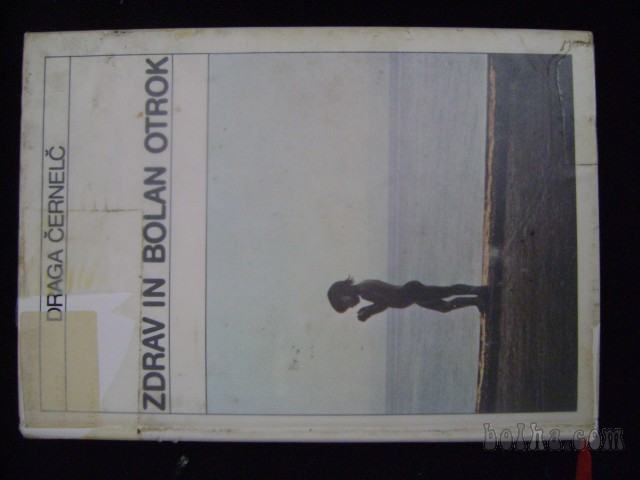 DRAGA ČERNELČ
ZDRAV IN BOLAN OTROK
bolha.com